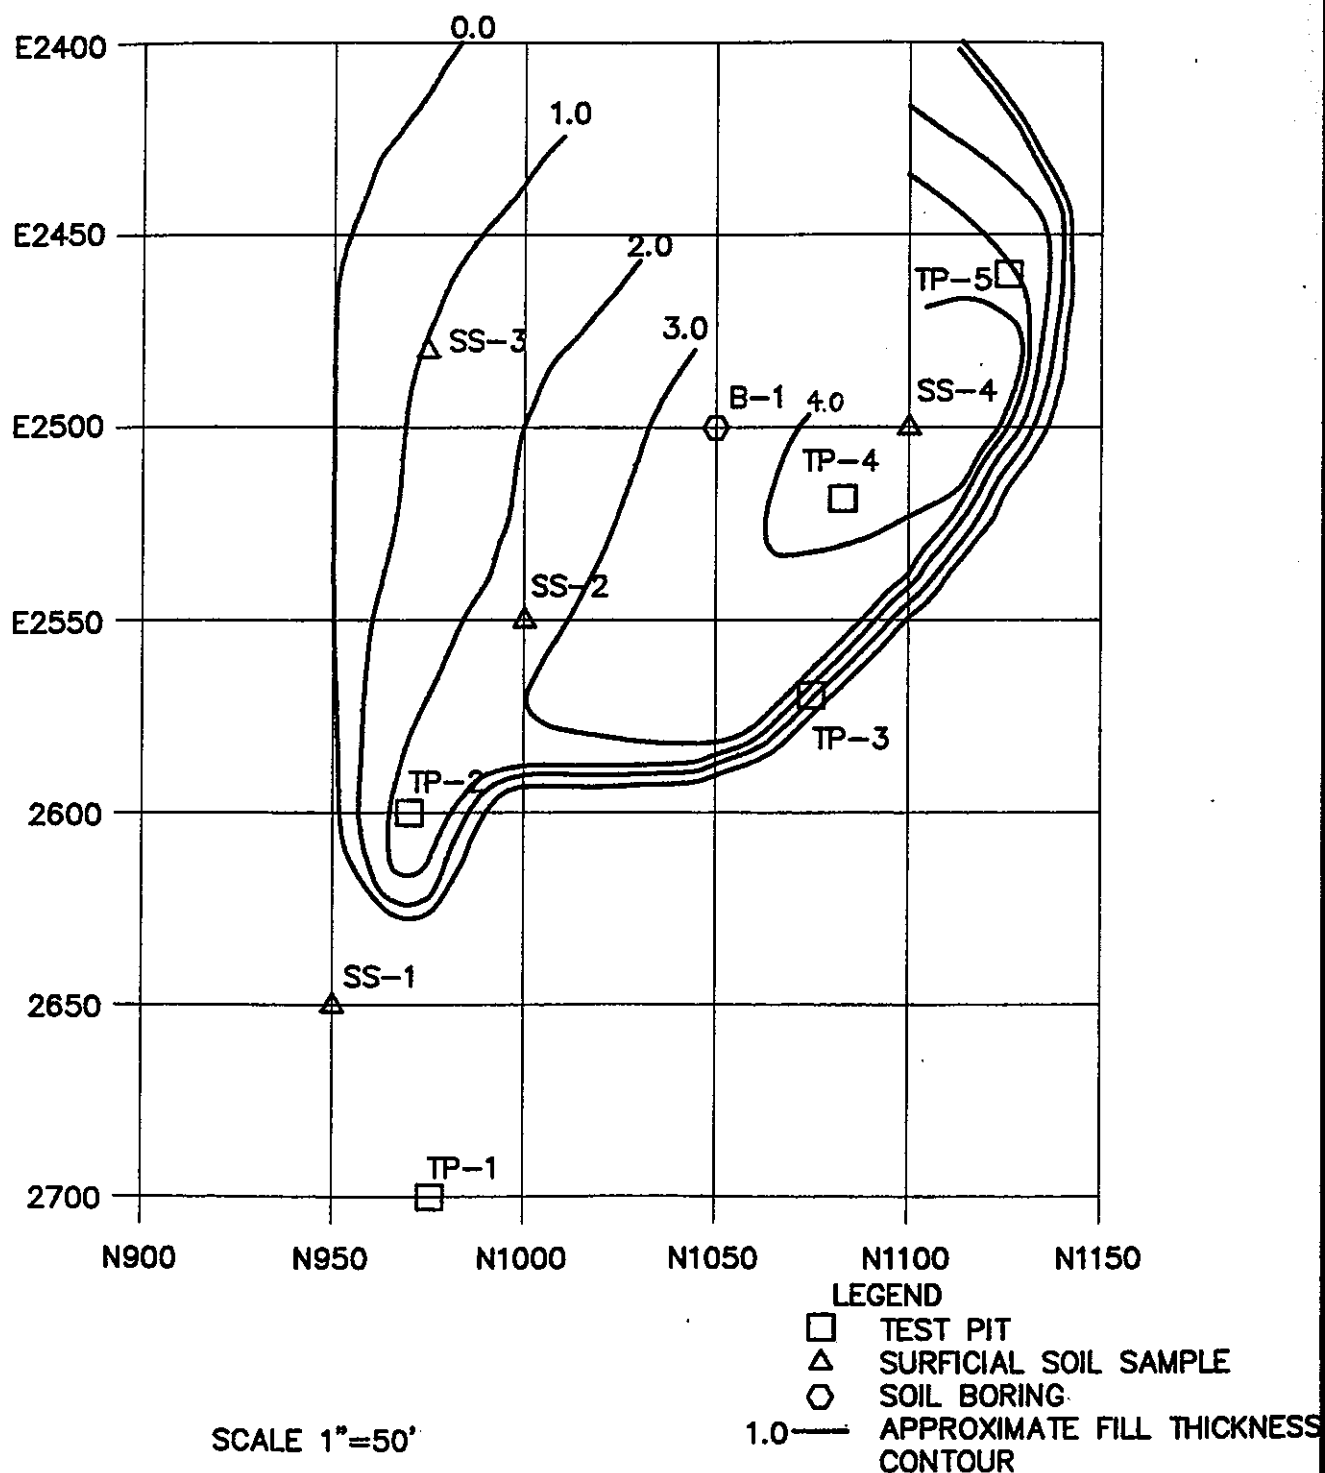 0.0
E2400
1.0
E2450
2.0
TP-5
3.0
SS-3
B-1
4.0
SS-4
E2500
TP-4
SS-2
E2550
TP-3
TP-2
2600
SS-1
2650
TP-1
2700
N900 N950 N1000 N1050 N1100 N1150
LEGEND
TEST PIT
SURFICIAL SOIL SAMPLE
SOIL BORING
1.0 APPROXIMATE FILL THICKNESS
CONTOUR
SCALE 1"=50'